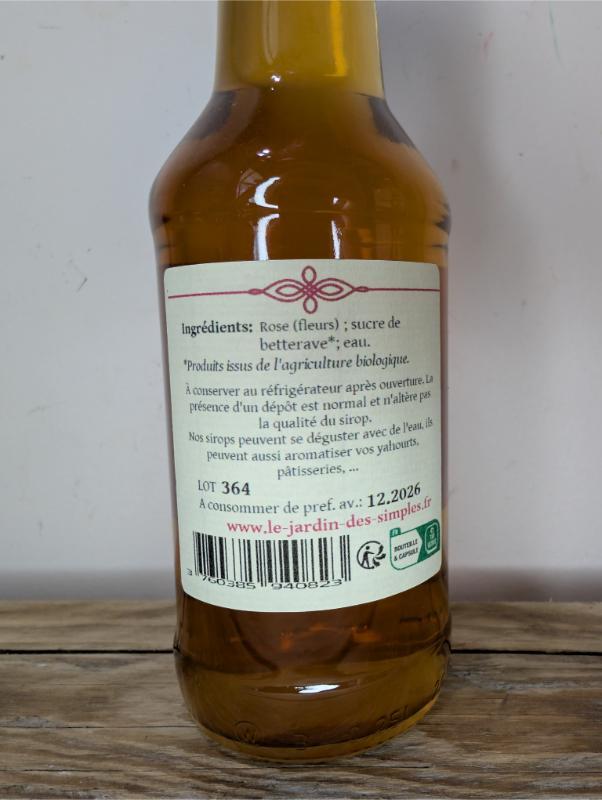 Ingrédients: Rose (fleurs) ; sucre de
betterave*; eau.
*Produits issus de l'agriculture biologique.
À conserver au réfrigérateur après ouverture. La
présence d'un dépôt est normal et n'altère pas
la qualité du sirop.
Nos sirops peuvent se déguster avec de l'eau, ils
peuvent aussi aromatiser vos yahourts,
pâtisseries, ...
LOT 364
A consommer de pref. av.: 12.2026
www.le-jardin-des-simples.fr
3 760385 940823
FR
BOUTEILLE
& CAPSULE